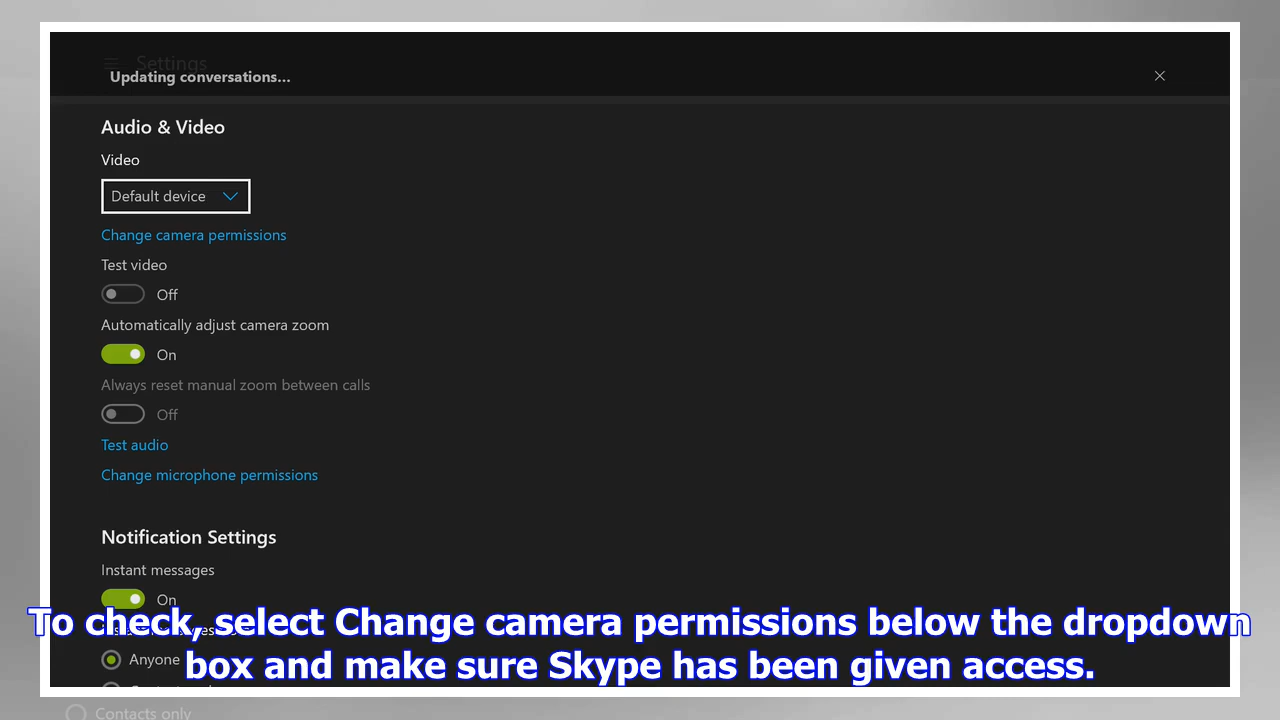 Settings
Updating conversations...
Audio & Video
Video
Default device
Change camera permissions
Test video
Off
Automatically adjust camera zoom
On
Always reset manual zoom between calls
Off
Test audio
Change microphone permissions
Notification Settings
Instant messages
On
To check, select Change camera permissions below the dropdown
Anyone
box and make sure Skype has been given access.
Contacts only